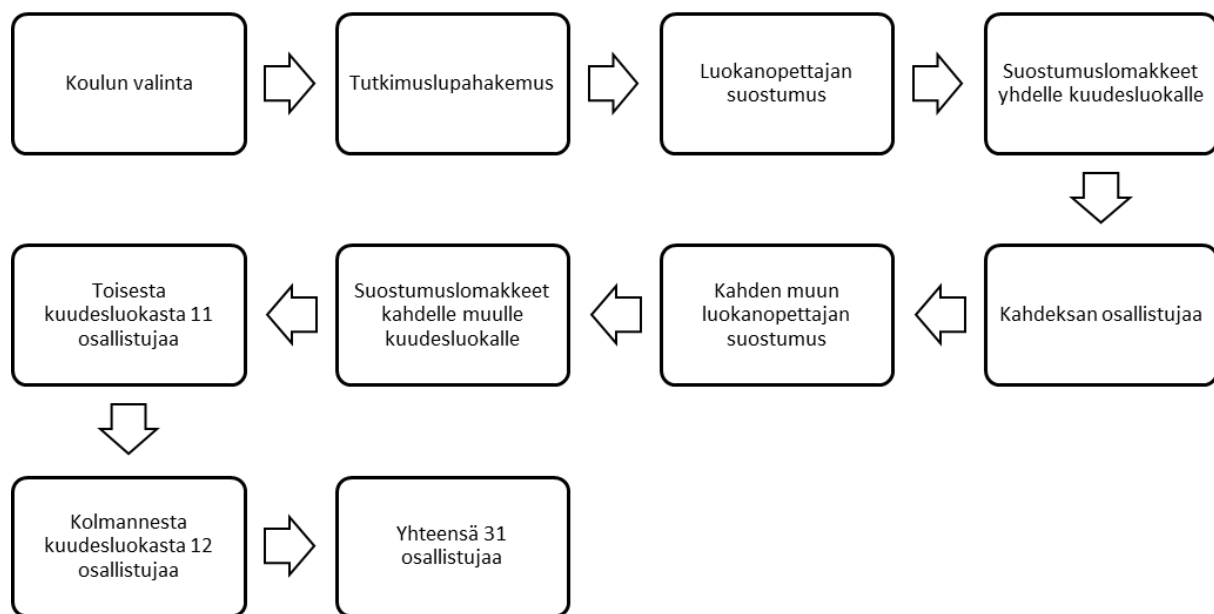 Koulun valinta
Tutkimuslupahakemus
Luokanopettajan
suostumus
Suostumuslomakkeet
yhdelle kuudesluokalle
Kahdeksan osallistujaa
Kahden muun
luokanopettajan
suostumus
Suostumuslomakkeet
kahdelle muulle
kuudesluokalle
Toisesta
kuudesluokasta 11
osallistujaa
Kolmannesta
kuudesluokasta 12
osallistujaa
Yhteensä 31
osallistujaa